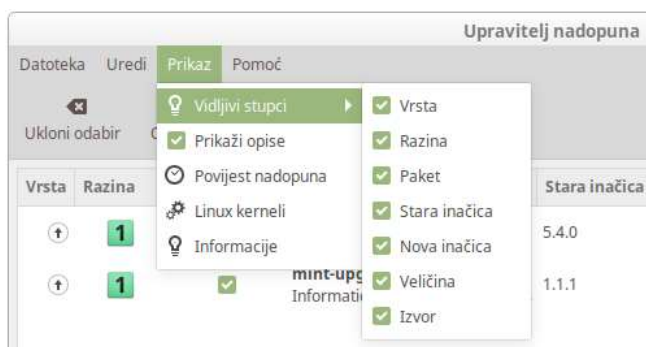 Upravitelj nadopuna
Datoteka Uredi Prikaz Pomoć
Ukloni odabir
Vidljivi stupci
Prikaži opise
Povijest nadopuna
Linux kerneli
Informacije
Vrsta
Razina
Paket
Stara inačica
Nova inačica
Veličina
Izvor
Vrsta Razina Stara inačica
1 5.4.0
1 1.1.1